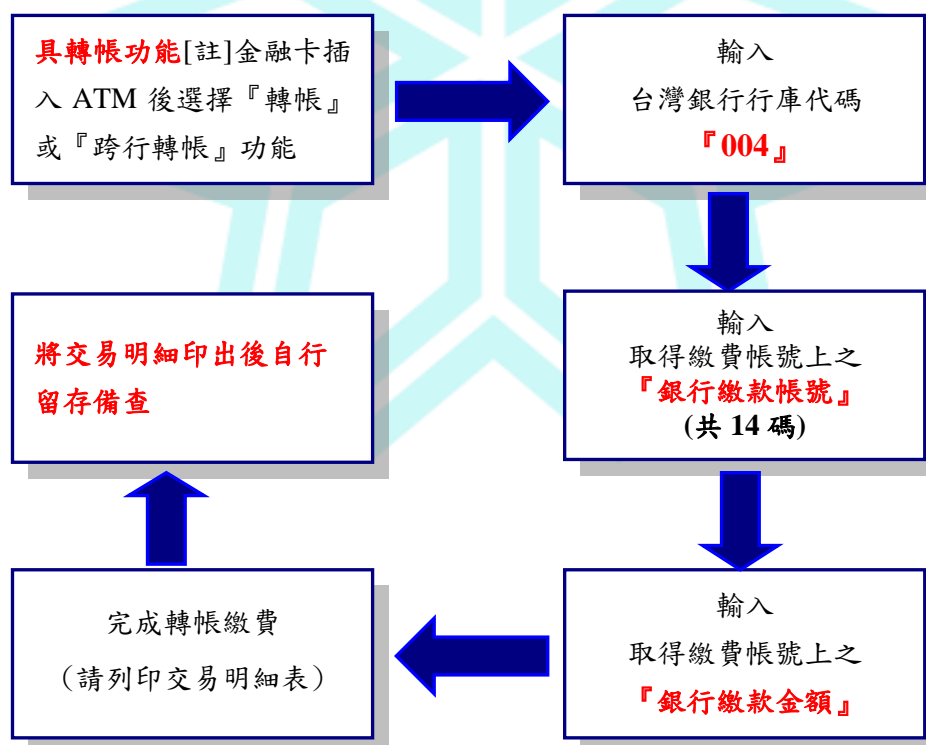 具轉帳功能[註]金融卡插
入 ATM 後選擇『轉帳』
或『跨行轉帳』功能
輸入
台灣銀行行庫代碼
『004』
輸入
取得繳費帳號上之
『銀行繳款帳號』
(共 14 碼)
輸入
取得繳費帳號上之
『銀行繳款金額』
完成轉帳繳費
（請列印交易明細表）
將交易明細印出後自行
留存備查